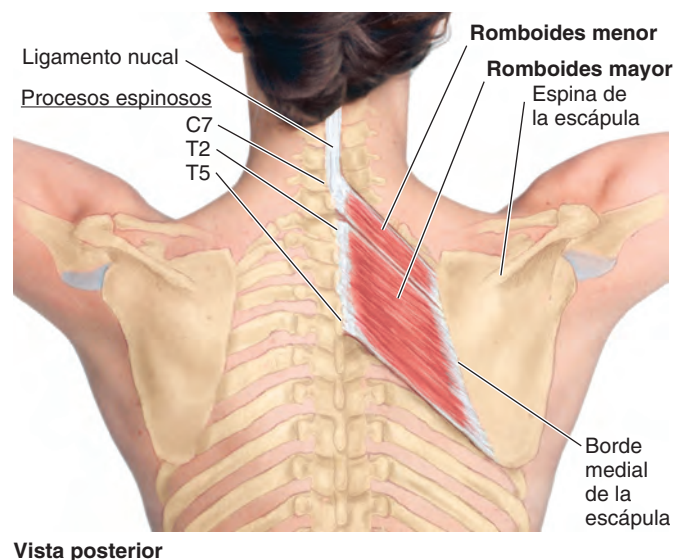 Romboides menor
Ligamento nucal
Romboides mayor
Procesos espinosos
Espina de
la escápula
C7
T2
T5
Borde
medial
de la
escápula
Vista posterior